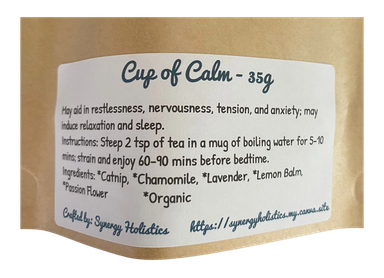 Cup of Calm - 35g
May aid in restlessness, nervousness, tension, and anxiety; may
induce relaxation and sleep.
Instructions: Steep 2 tsp of tea in a mug of boiling water for 5-10
mins; strain and enjoy 60-90 mins before bedtime.
Ingredients: *Catnip, *Chamomile, *Lavender, *Lemon Balm,
*Passion Flower *Organic
Crafted by: Synergy Holistics https://synergyholistics.my.canva.site